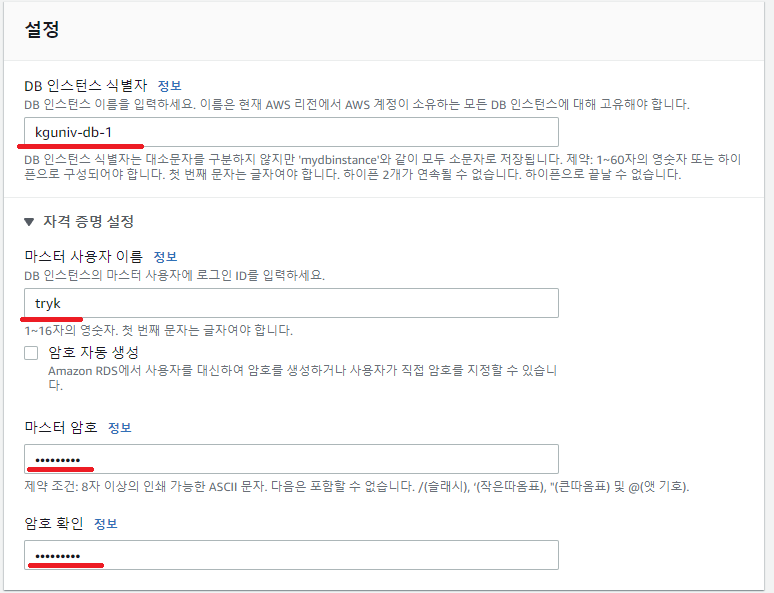 설정
DB 인스턴스 식별자 정보
DB 인스턴스 이름을 입력하세요. 이름은 현재 AWS 리전에서 AWS 계정이 소유하는 모든 DB 인스턴스에 대해 고유해야 합니다.
kguniv-db-1
DB 인스턴스 식별자는 대소문자를 구분하지 않지만 'mydbinstance'와 같이 모두 소문자로 저장됩니다. 제약: 1~60자의 영숫자 또는 하이
픈으로 구성되어야 합니다. 첫 번째 문자는 글자여야 합니다. 하이픈 2개가 연속될 수 없습니다. 하이픈으로 끝날 수 없습니다.
▼ 자격 증명 설정
마스터 사용자 이름 정보
DB 인스턴스의 마스터 사용자에 로그인 ID를 입력하세요.
tryk
1~16자의 영숫자. 첫 번째 문자는 글자여야 합니다.
암호 자동 생성
Amazon RDS에서 사용자를 대신하여 암호를 생성하거나 사용자가 직접 암호를 지정할 수 있습니
다.
마스터 암호 정보
•••••••••
제약 조건: 8자 이상의 인쇄 가능한 ASCII 문자. 다음은 포함할 수 없습니다. /(슬래시), '(작은따옴표), "(큰따옴표) 및 @(앳 기호).
암호 확인 정보
•••••••••